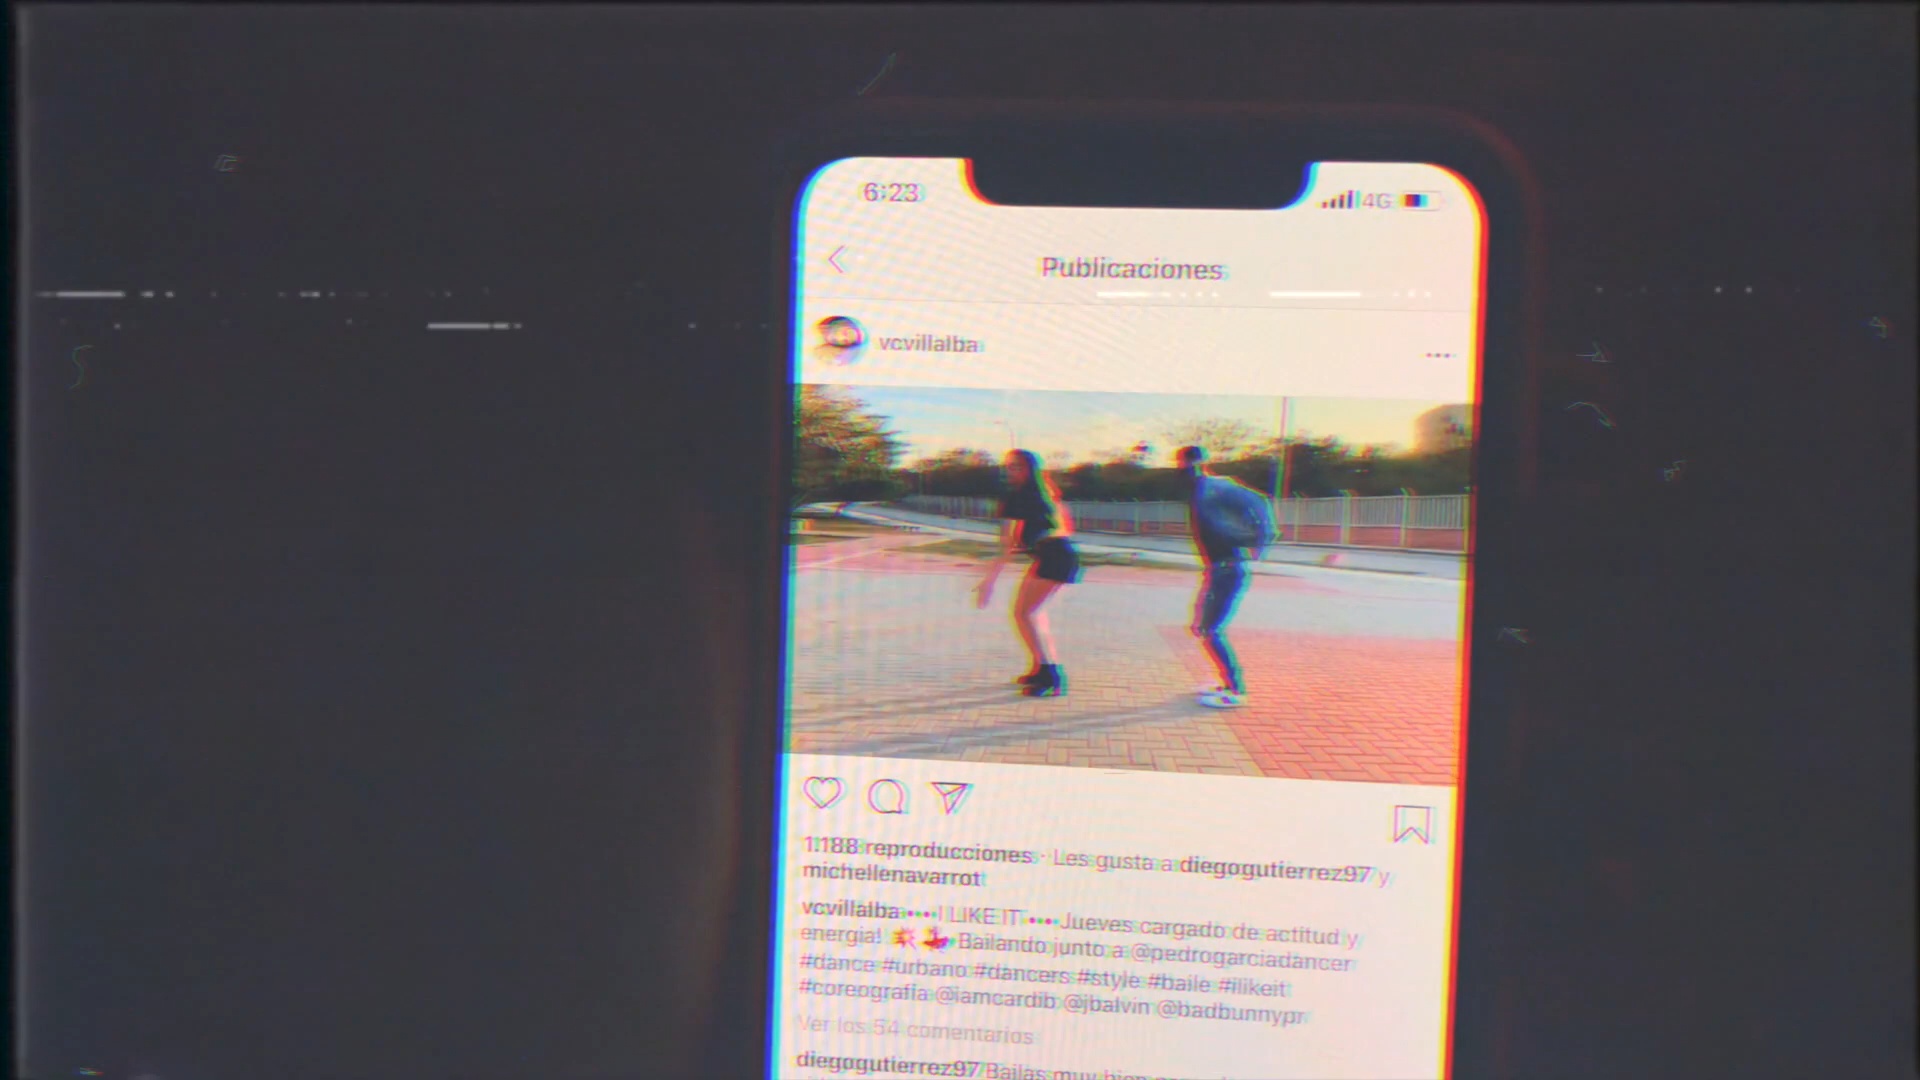 6:23
4G
Publicaciones
vcvillalba
1.188 reproducciones · Les gusta a diegogutierrez97 y
michellenavarrot
vcvillalba ••••I LIKE IT ••••Jueves cargado de actitud y
energia! 💥💃•Bailando junto a @pedrogarciadancer
#dance #urbano #dancers #style #baile #ilikeit
#coreografía @iamcardib @jbalvin @badbunnypr
Ver los 54 comentarios
diegogutierrez97 Bailas muy bien